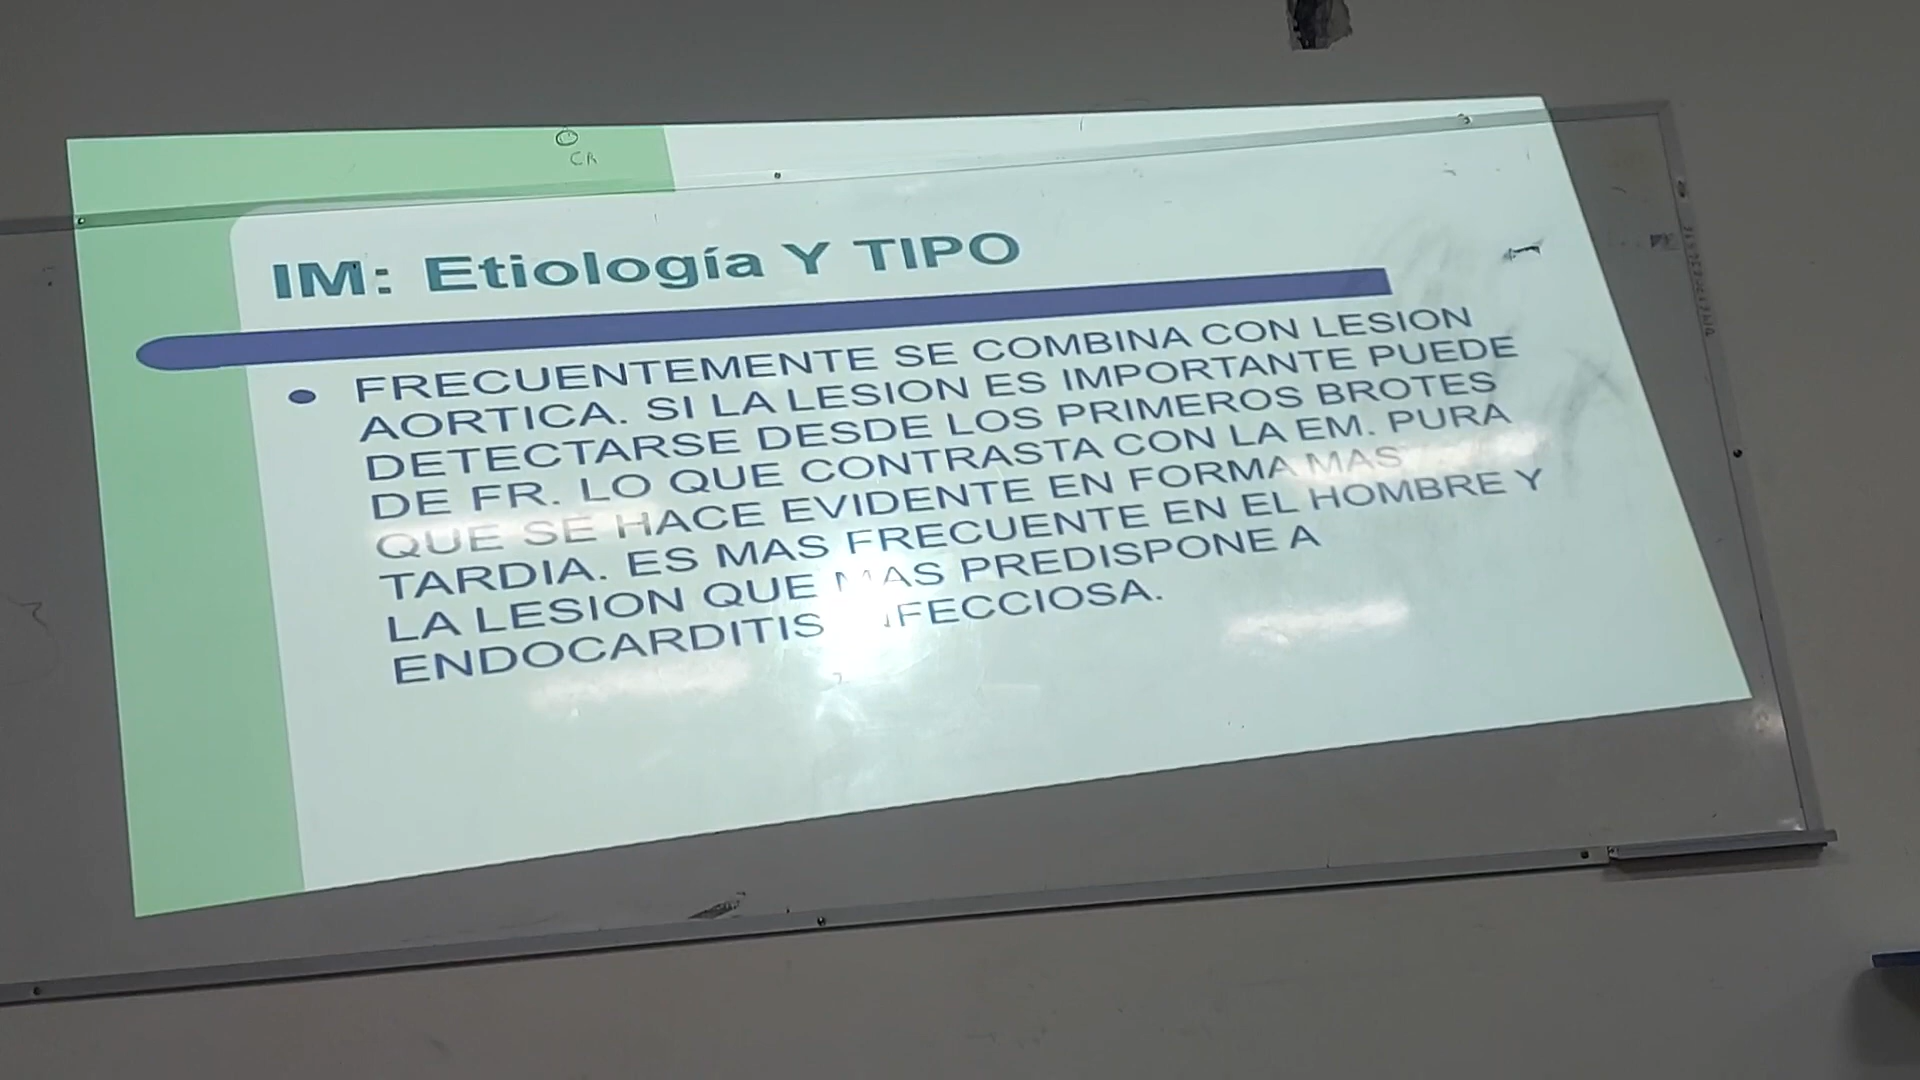 CR
IM: Etiología Y TIPO
FRECUENTEMENTE SE COMBINA CON LESION
AORTICA. SI LA LESION ES IMPORTANTE PUEDE
DETECTARSE DESDE LOS PRIMEROS BROTES
DE FR. LO QUE CONTRASTA CON LA EM. PURA
QUE SE HACE EVIDENTE EN FORMA MAS
TARDIA. ES MAS FRECUENTE EN EL HOMBRE Y
LA LESION QUE MAS PREDISPONE A
ENDOCARDITIS INFECCIOSA.